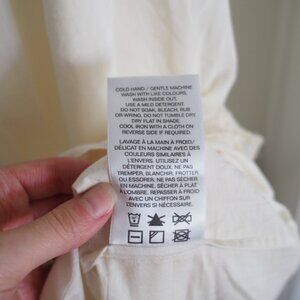 COLD HAND / GENTLE MACHINE
WASH WITH LIKE COLOURS,
WASH INSIDE OUT,
USE A MILD DETERGENT.
DO NOT SOAK, BLEACH, RUB,
OR WRING. DO NOT TUMBLE DRY.
DRY FLAT IN SHADE.
COOL IRON WITH A CLOTH ON
REVERSE SIDE IF REQUIRED.
LAVAGE À LA MAIN À FROID/
DÉLICAT EN MACHINE AVEC DES
COULEURS SIMILAIRES À
L'ENVERS. UTILISEZ UN
DÉTERGENT DOUX. NE PAS
TREMPER, BLANCHIR, FROTTER
OU ESSORER. NE PAS SÉCHER
EN MACHINE, SÉCHER À PLAT
À L'OMBRE. REPASSER À FROID
AVEC UN CHIFFON SUR
L'ENVERS SI NÉCESSAIRE.